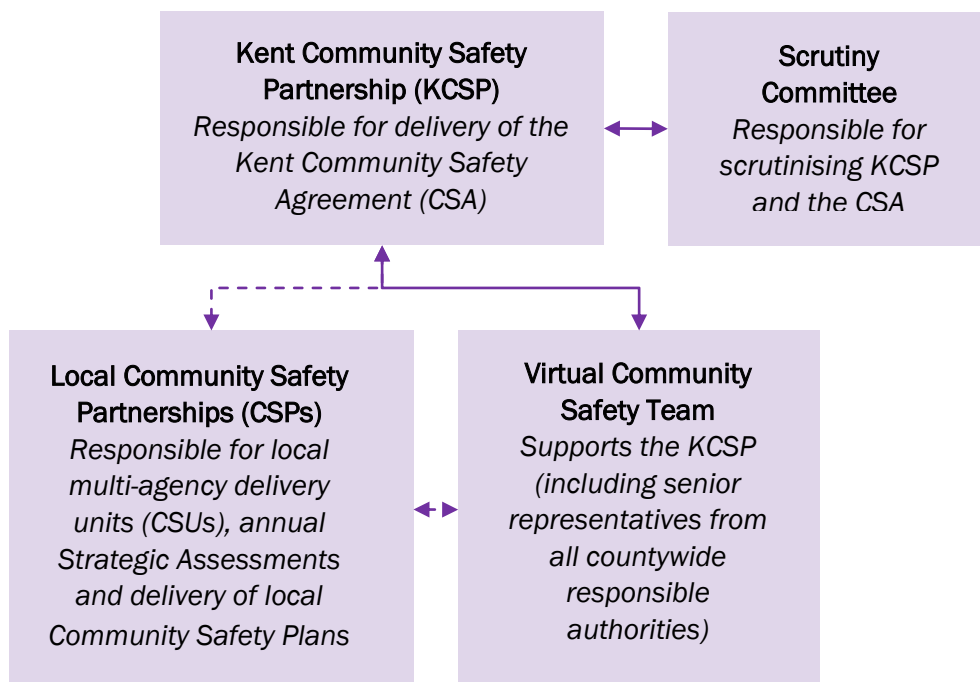 Kent Community Safety
Partnership (KCSP)
Responsible for delivery of the
Kent Community Safety
Agreement (CSA)
Scrutiny
Committee
Responsible for
scrutinising KCSP
and the CSA
Local Community Safety
Partnerships (CSPs)
Responsible for local
multi-agency delivery
units (CSUs), annual
Strategic Assessments
and delivery of local
Community Safety Plans
Virtual Community
Safety Team
Supports the KCSP
(including senior
representatives from
all countywide
responsible
authorities)